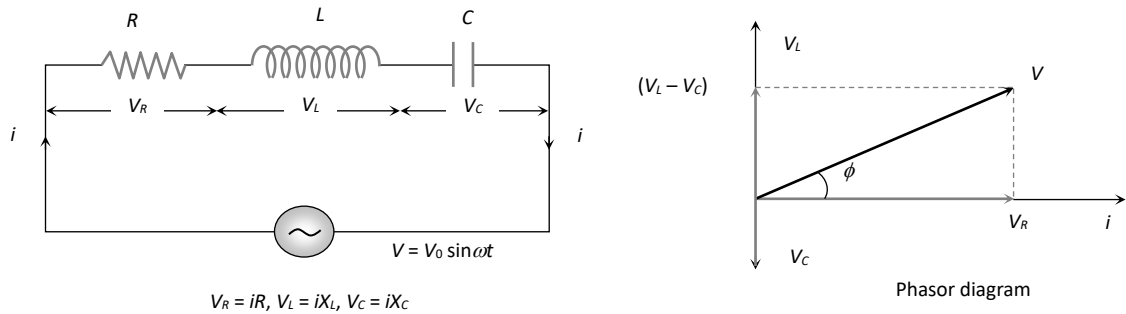 R L C
V_R V_L V_C
i i
V = V_0 sinωt
V_R = iR, V_L = iX_L, V_C = iX_C
V_L
(V_L – V_C) V
ϕ
V_R i
V_C
Phasor diagram